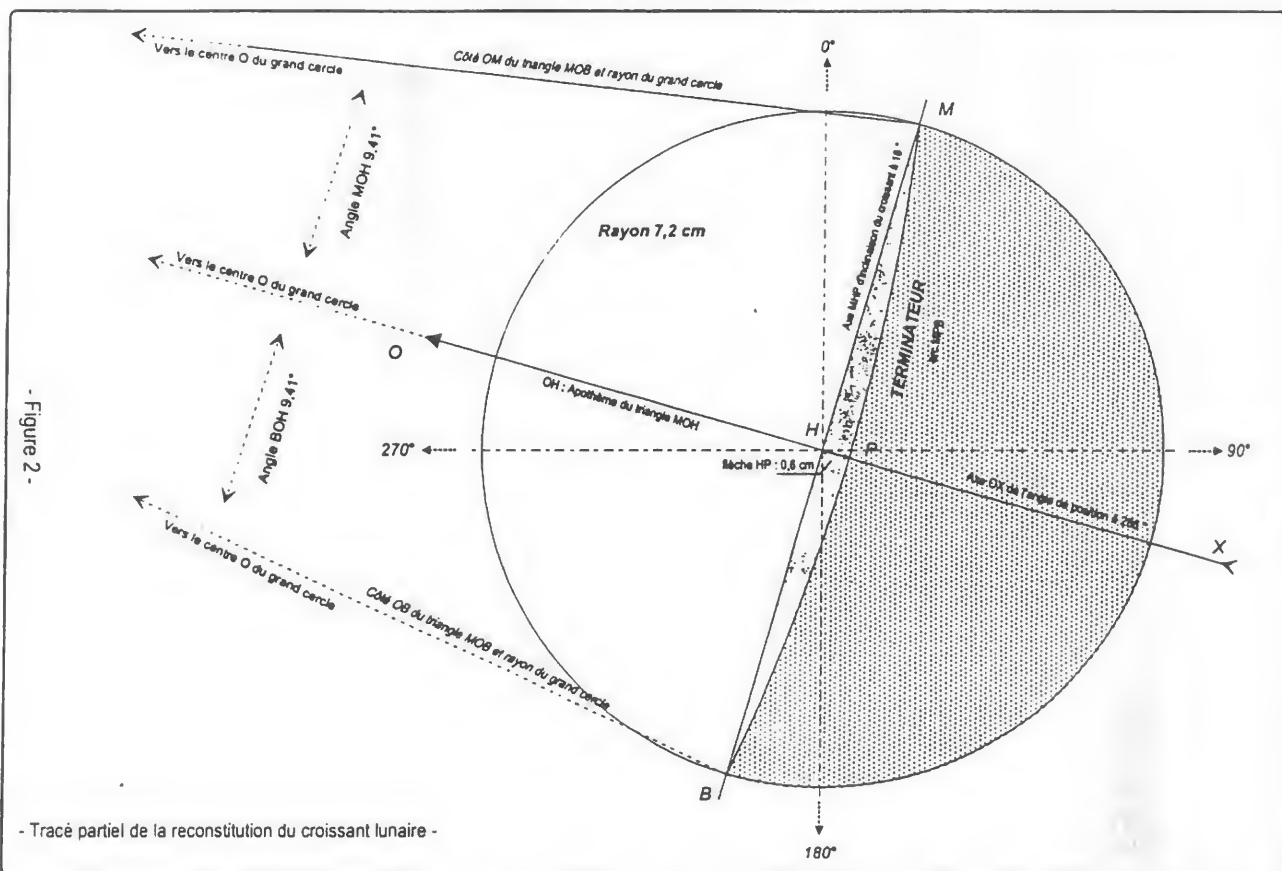 Vers le centre O du grand cercle
Côté OM du triangle MOB et rayon du grand cercle
0°
M
Angle MOH 9.41°
Rayon 7,2 cm
Axe MHP d'inclinaison du croissant à
Vers le centre O du grand cercle
O
TERMINATEUR
arc MPB
OH : Apothème du triangle MOH
H
P
270°
90°
flèche HP : 0,6 cm
Axe OX de l'angle de position à
X
Angle BOH 9.41°
Vers le centre O du grand cercle
Côté OB du triangle MOB et rayon du grand cercle
B
180°
- Figure 2 -
- Tracé partiel de la reconstitution du croissant lunaire -